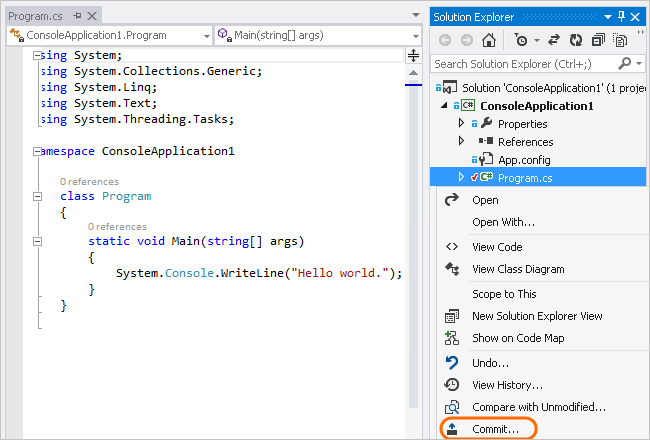 Program.cs
ConsoleApplication1.Program
Main(string[] args)
sing System;
sing System.Collections.Generic;
sing System.Linq;
sing System.Text;
sing System.Threading.Tasks;
amespace ConsoleApplication1
0 references
class Program
{
0 references
static void Main(string[] args)
{
System.Console.WriteLine("Hello world.");
}
}
Solution Explorer
Search Solution Explorer (Ctrl+;)
Solution 'ConsoleApplication1' (1 projec
C# ConsoleApplication1
Properties
References
App.config
C# Program.cs
Open
Open With...
View Code
View Class Diagram
Scope to This
New Solution Explorer View
Show on Code Map
Undo...
View History...
Compare with Unmodified...
Commit...